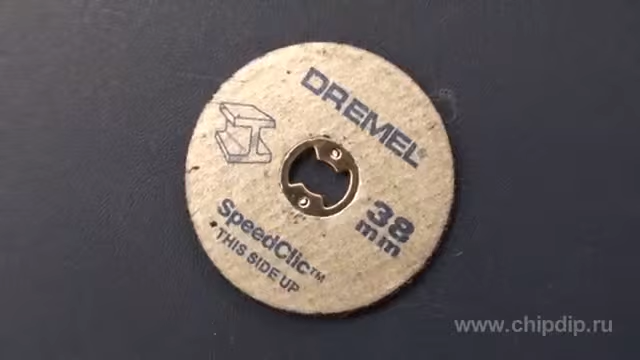 DREMEL®
38
mm
SpeedClic™
•THIS SIDE UP
www.chipdip.ru